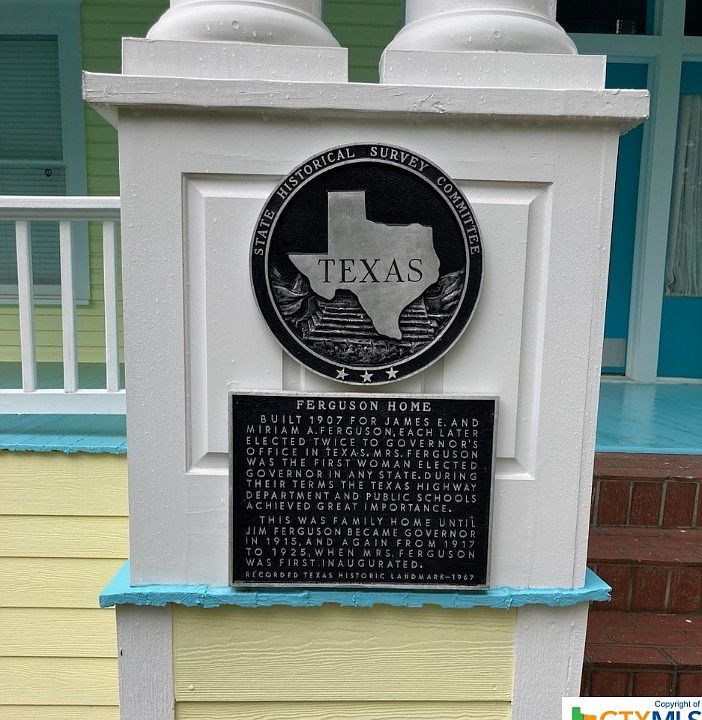 STATE HISTORICAL SURVEY COMMITTEE
TEXAS
FERGUSON HOME
BUILT 1907 FOR JAMES E. AND
MIRIAM A. FERGUSON, EACH LATER
ELECTED TWICE TO GOVERNOR'S
OFFICE IN TEXAS. MRS. FERGUSON
WAS THE FIRST WOMAN ELECTED
GOVERNOR IN ANY STATE. DURING
THEIR TERMS THE TEXAS HIGHWAY
DEPARTMENT AND PUBLIC SCHOOLS
ACHIEVED GREAT IMPORTANCE.
THIS WAS FAMILY HOME UNTIL
JIM FERGUSON BECAME GOVERNOR
IN 1915, AND AGAIN FROM 1917
TO 1925, WHEN MRS. FERGUSON
WAS FIRST INAUGURATED.
RECORDED TEXAS HISTORIC LANDMARK—1967
Copyright of
CTXMLS